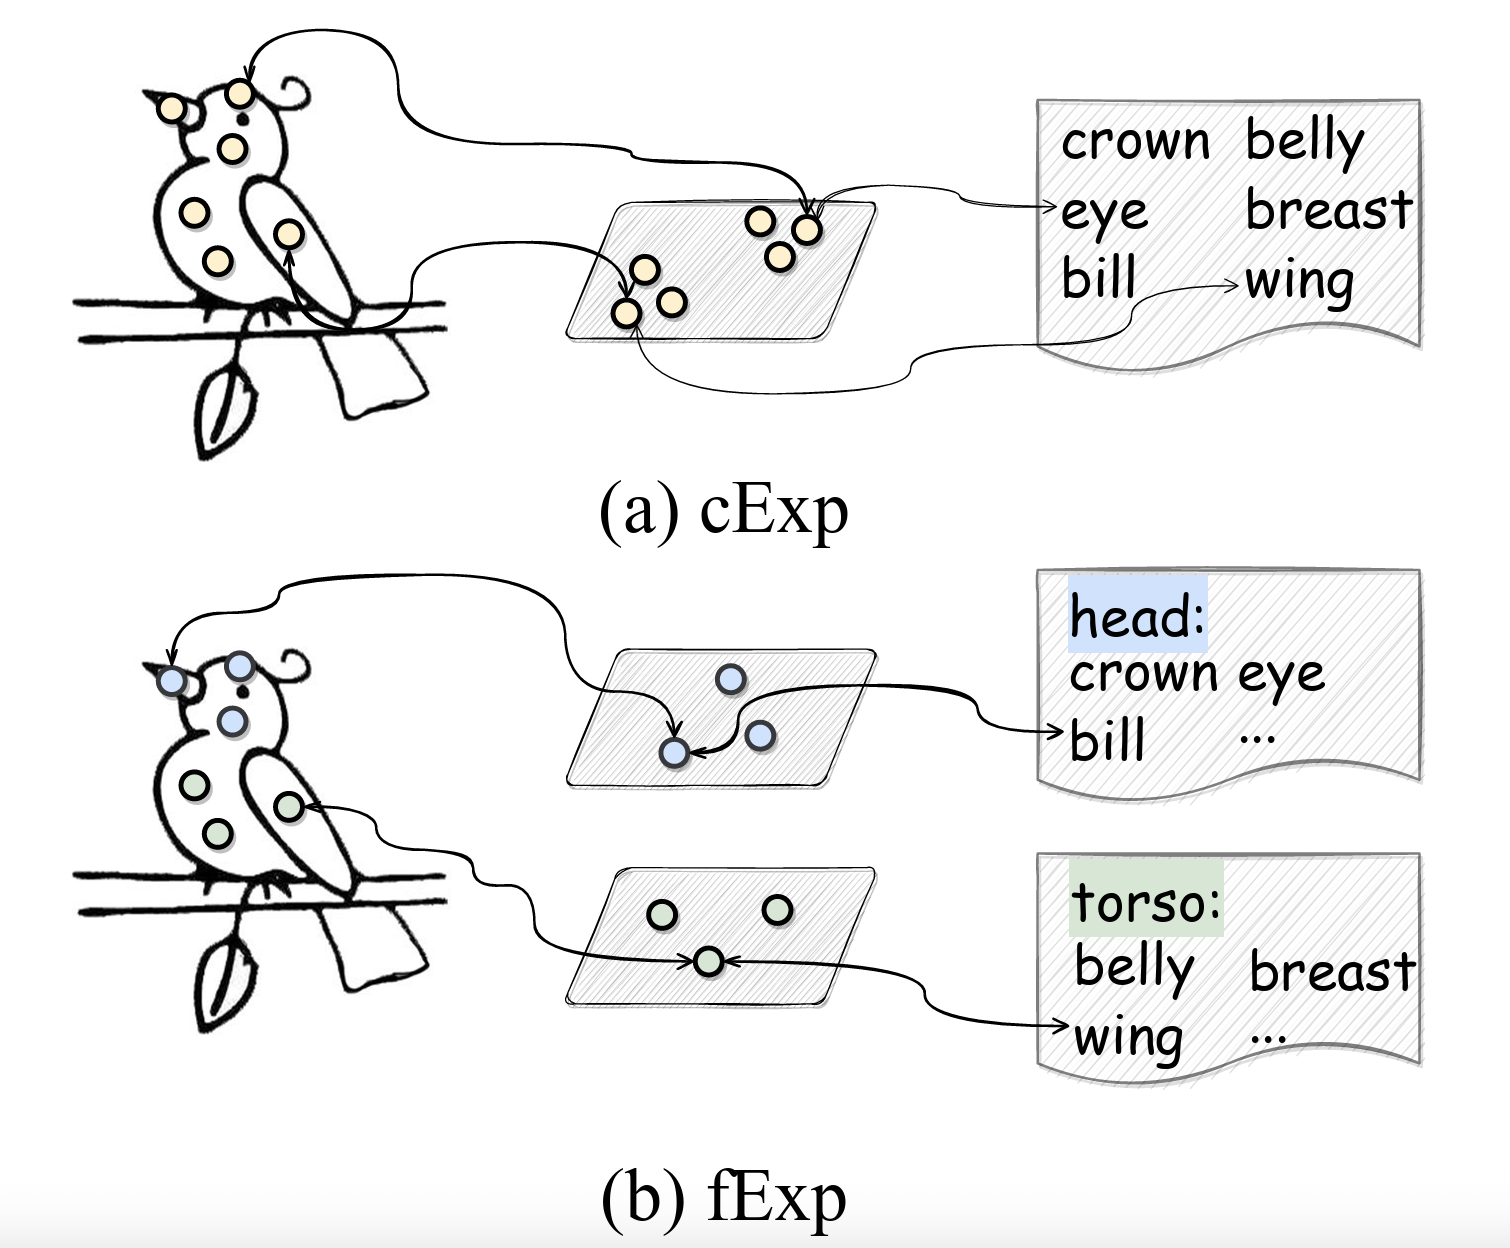 crown belly
eye breast
bill wing
(a) cExp
head:
crown eye
bill ...
torso:
belly breast
wing ...
(b) fExp